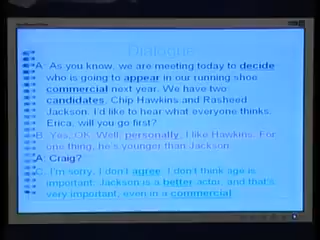 Dialogue
A: As you know, we are meeting today to decide
who is going to appear in our running shoe
commercial next year. We have two
candidates, Chip Hawkins and Rasheed
Jackson. I'd like to hear what everyone thinks.
Erica, will you go first?
B: Yes, OK. Well, personally, I like Hawkins. For
one thing, he's younger than Jackson.
A: Craig?
C: I'm sorry, I don't agree. I don't think age is
important. Jackson is a better actor, and that's
very important, even in a commercial.